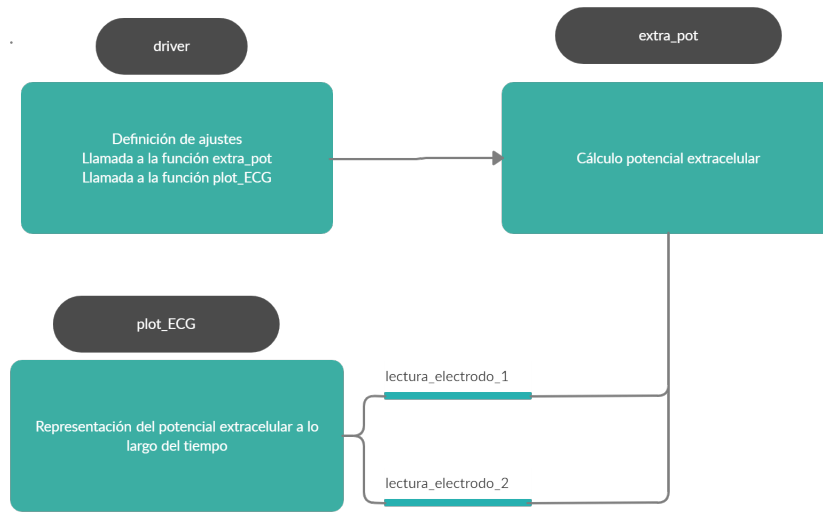 driver
extra_pot
Definición de ajustes
Llamada a la función extra_pot
Llamada a la función plot_ECG
Cálculo potencial extracelular
plot_ECG
Representación del potencial extracelular a lo
largo del tiempo
lectura_electrodo_1
lectura_electrodo_2